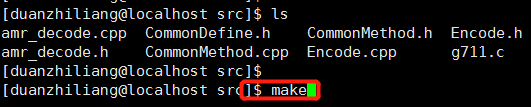 [duanzhiliang@localhost src]$ ls
amr_decode.cpp CommonDefine.h CommonMethod.h Encode.h
amr_decode.h CommonMethod.cpp Encode.cpp g711.c
[duanzhiliang@localhost src]$
[duanzhiliang@localhost src]$ make